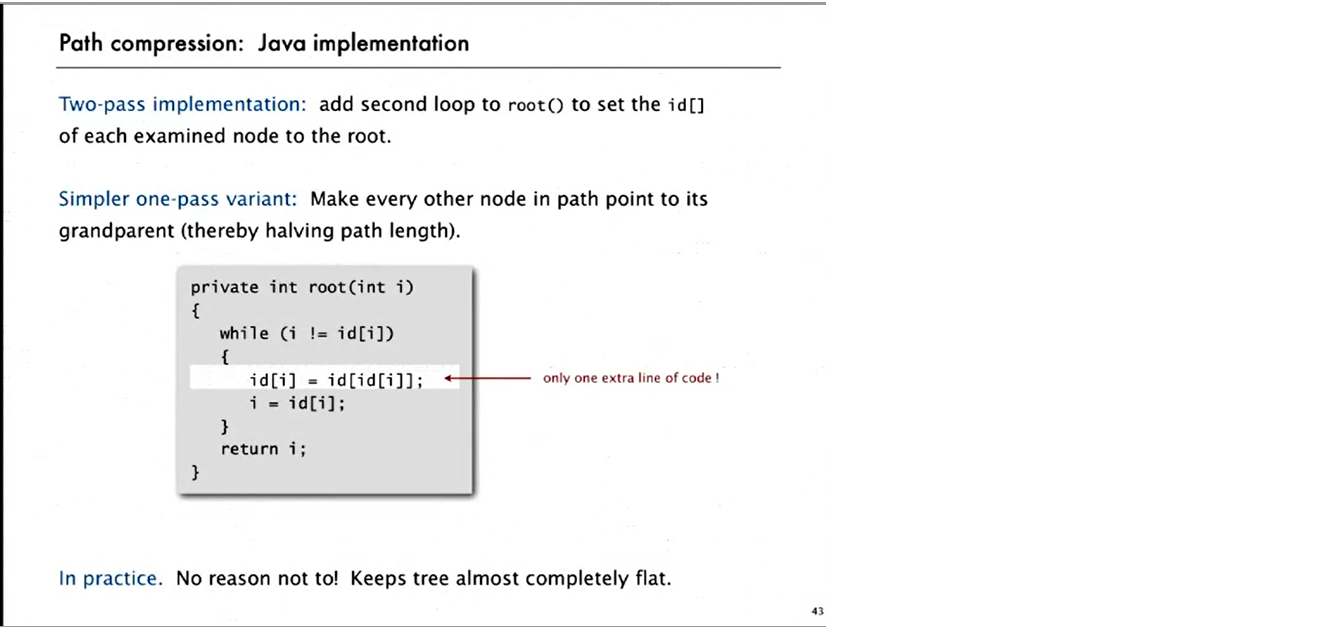 Path compression: Java implementation
Two-pass implementation: add second loop to root() to set the id[]
of each examined node to the root.
Simpler one-pass variant: Make every other node in path point to its
grandparent (thereby halving path length).
private int root(int i)
{
while (i != id[i])
{
id[i] = id[id[i]];
only one extra line of code !
i = id[i];
}
return i;
}
In practice. No reason not to! Keeps tree almost completely flat.
43